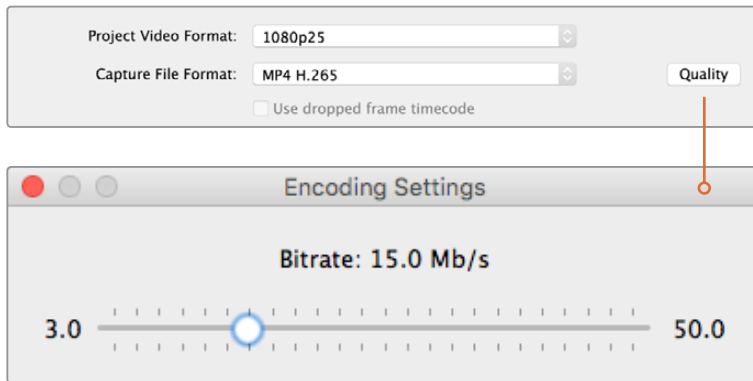 Project Video Format: 1080p25
Capture File Format: MP4 H.265 Quality
Use dropped frame timecode
Encoding Settings
Bitrate: 15.0 Mb/s
3.0 50.0